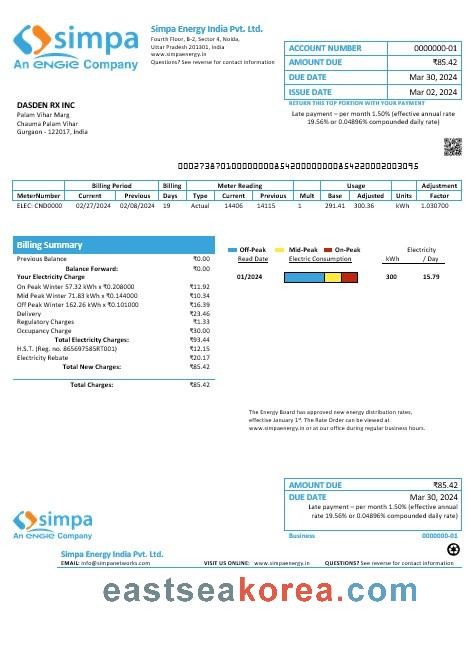 simpa
An ENGIE Company
Simpa Energy India Pvt. Ltd.
Fourth Floor, B-2, Sector 4, Noida,
Uttar Pradesh 201301, India
www.simpaenergy.in
Questions? See reverse for contact information
ACCOUNT NUMBER 0000000-01
AMOUNT DUE ₹85.42
DUE DATE Mar 30, 2024
ISSUE DATE Mar 02, 2024
RETURN THIS TOP PORTION WITH YOUR PAYMENT
Late payment – per month 1.50% (effective annual rate
19.56% or 0.04896% compounded daily rate)
DASDEN RX INC
Palam Vihar Marg
Chauma Palam Vihar
Gurgaon - 122017, India
Billing Period Billing Meter Reading Usage Adjustment
MeterNumber Current Previous Days Type Current Previous Mult Base Adjusted Units Factor
ELEC: CND0000 02/27/2024 02/08/2024 19 Actual 14406 14115 1 291.41 300.36 kWh 1.030700
Billing Summary
Previous Balance ₹0.00
Balance Forward: ₹0.00
Your Electricity Charge
On Peak Winter 57.32 kWh x ₹0.208000 ₹11.92
Mid Peak Winter 71.83 kWh x ₹0.144000 ₹10.34
Off Peak Winter 162.26 kWh x ₹0.101000 ₹16.39
Delivery ₹23.46
Regulatory Charges ₹1.33
Occupancy Charge ₹30.00
Total Electricity Charges: ₹93.44
H.S.T. (Reg. no. 865697585RT001) ₹12.15
Electricity Rebate ₹20.17
Total New Charges: ₹85.42
Total Charges: ₹85.42
Off-Peak Mid-Peak On-Peak Electricity
Read Date Electric Consumption kWh / Day
01/2024 300 15.79
The Energy Board has approved new energy distribution rates,
effective January 1st. The Rate Order can be viewed at
www.simpaenergy.in or at our office during regular business hours.
AMOUNT DUE ₹85.42
DUE DATE Mar 30, 2024
Late payment – per month 1.50% (effective annual
rate 19.56% or 0.04896% compounded daily rate)
Business 0000000-01
simpa
An ENGIE Company
Simpa Energy India Pvt. Ltd.
EMAIL: info@simpanetworks.com VISIT US ONLINE: www.simpaenergy.in QUESTIONS? See reverse for contact information
eastseakorea.com